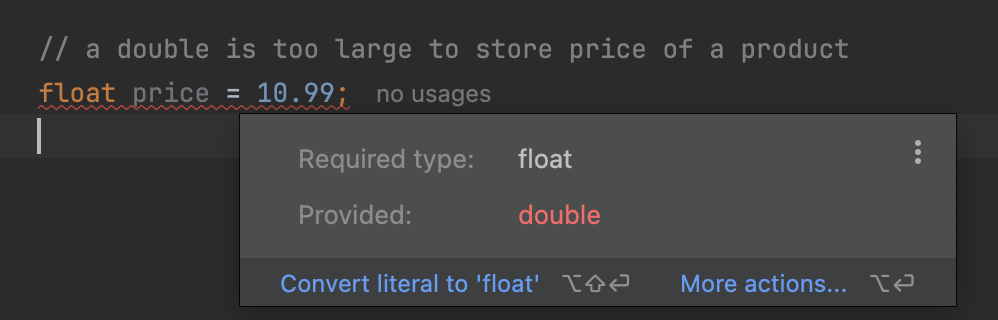 // a double is too large to store price of a product
float price = 10.99; no usages
Required type: float
Provided: double
Convert literal to 'float' ⌥⇧⏎ More actions... ⌥⏎